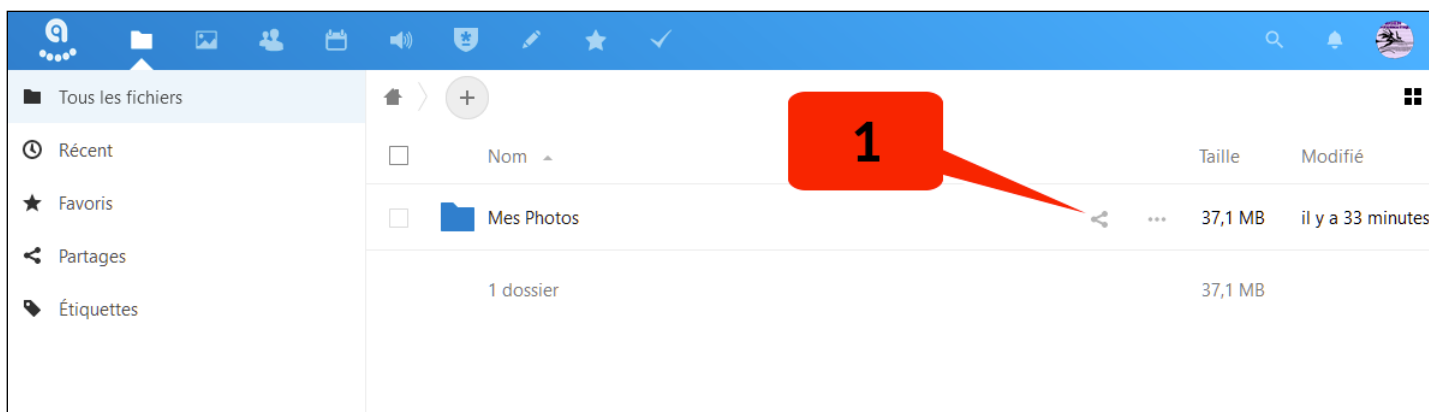 Tous les fichiers
Récent
Favoris
Partages
Étiquettes
1
Nom Taille Modifié
Mes Photos 37,1 MB il y a 33 minutes
1 dossier 37,1 MB